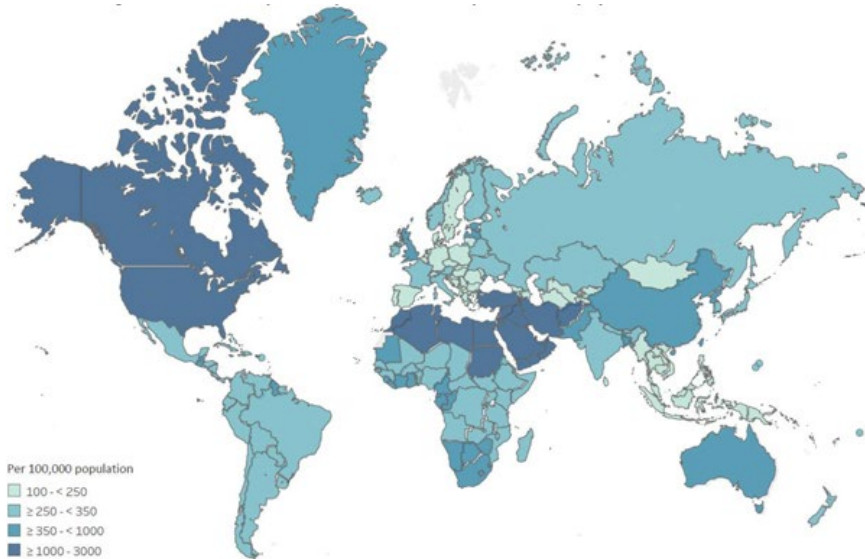 Per 100,000 population
100 - < 250
≥ 250 - < 350
≥ 350 - < 1000
≥ 1000 - 3000